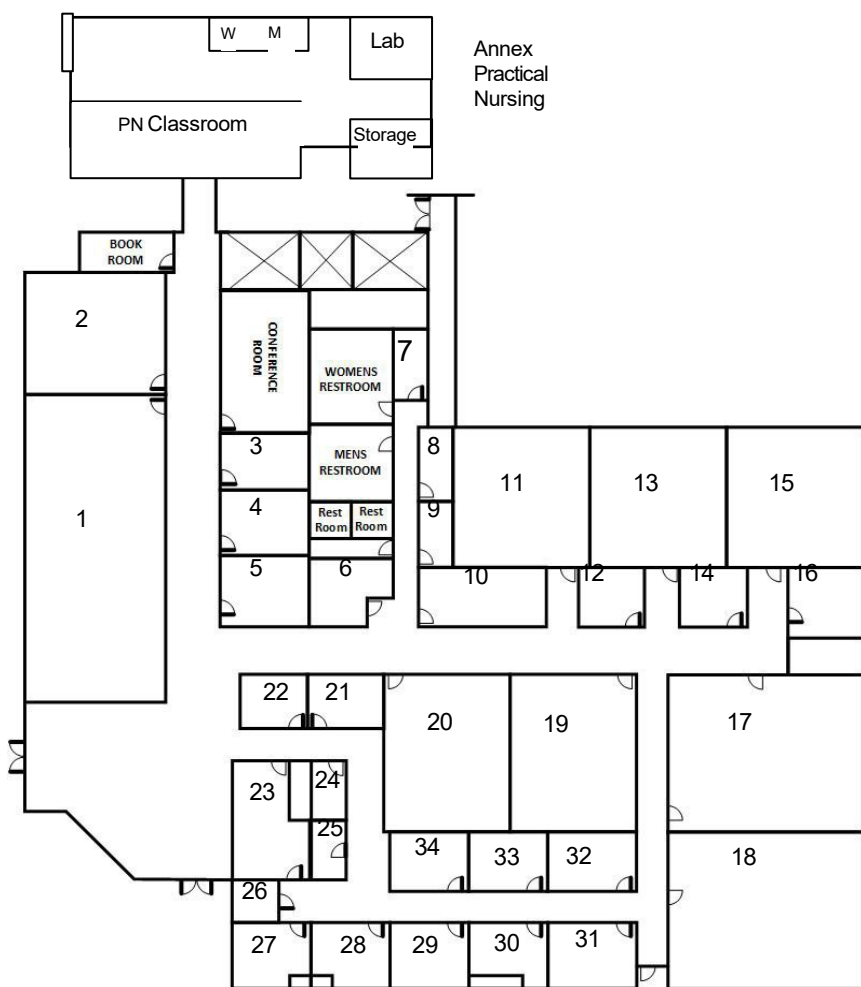 W M
Lab
Annex
Practical
Nursing
PN Classroom
Storage
BOOK
ROOM
2
CONFERENCE
ROOM
7
WOMENS
RESTROOM
3
MENS
RESTROOM
8
11
13
15
1
4
Rest
Room
Rest
Room
9
5
6
10
12
14
16
22
21
20
19
17
23
24
25
34
33
32
18
26
27
28
29
30
31